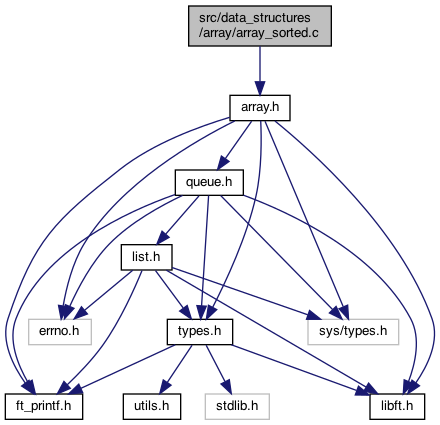 src/data_structures
/array/array_sorted.c
array.h
queue.h
list.h
errno.h
types.h
sys/types.h
ft_printf.h
utils.h
stdlib.h
libft.h